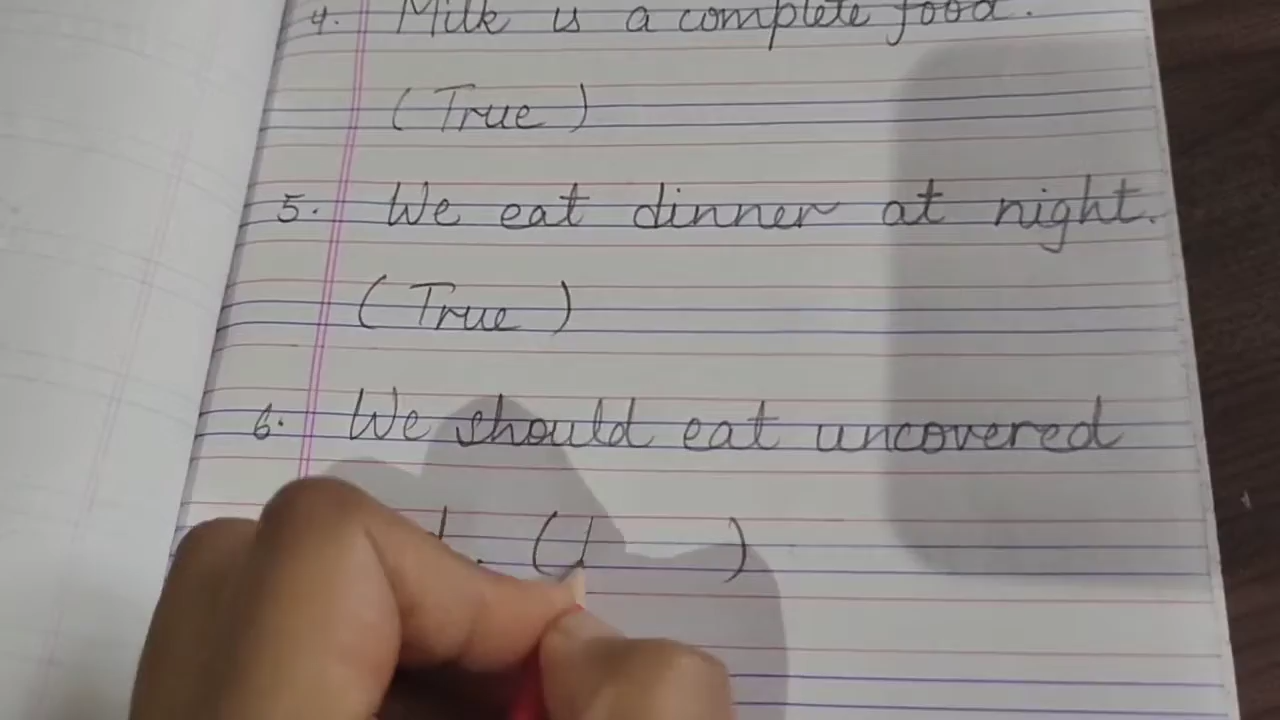 4. Milk is a complete food.
(True)
5. We eat dinner at night.
(True)
6. We should eat uncovered
( )